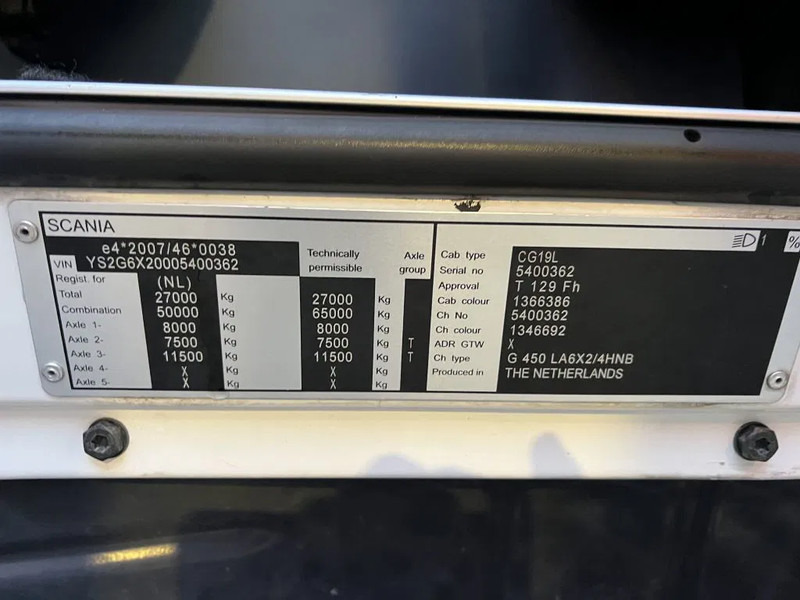 SCANIA
e4*2007/46*0038
VIN YS2G6X20005400362
Technically permissible Axle group
Regist. for (NL)
Total 27000 Kg 27000 Kg
Combination 50000 Kg 65000 Kg
Axle 1- 8000 Kg 8000 Kg
Axle 2- 7500 Kg 7500 Kg T
Axle 3- 11500 Kg 11500 Kg T
Axle 4- X Kg X Kg
Axle 5- X Kg X Kg
1 %
Cab type CG19L
Serial no 5400362
Approval T 129 Fh
Cab colour 1366386
Ch No 5400362
Ch colour 1346692
ADR GTW X
Ch type G 450 LA6X2/4HNB
Produced in THE NETHERLANDS